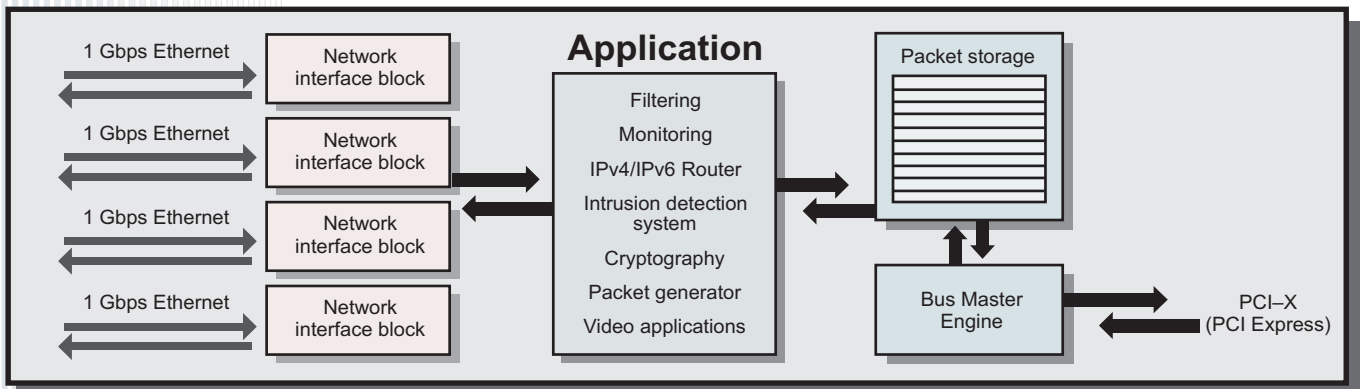 1 Gbps Ethernet
Network
interface block
1 Gbps Ethernet
Network
interface block
1 Gbps Ethernet
Network
interface block
1 Gbps Ethernet
Network
interface block
Application
Filtering
Monitoring
IPv4/IPv6 Router
Intrusion detection
system
Cryptography
Packet generator
Video applications
Packet storage
Bus Master
Engine
PCI–X
(PCI Express)